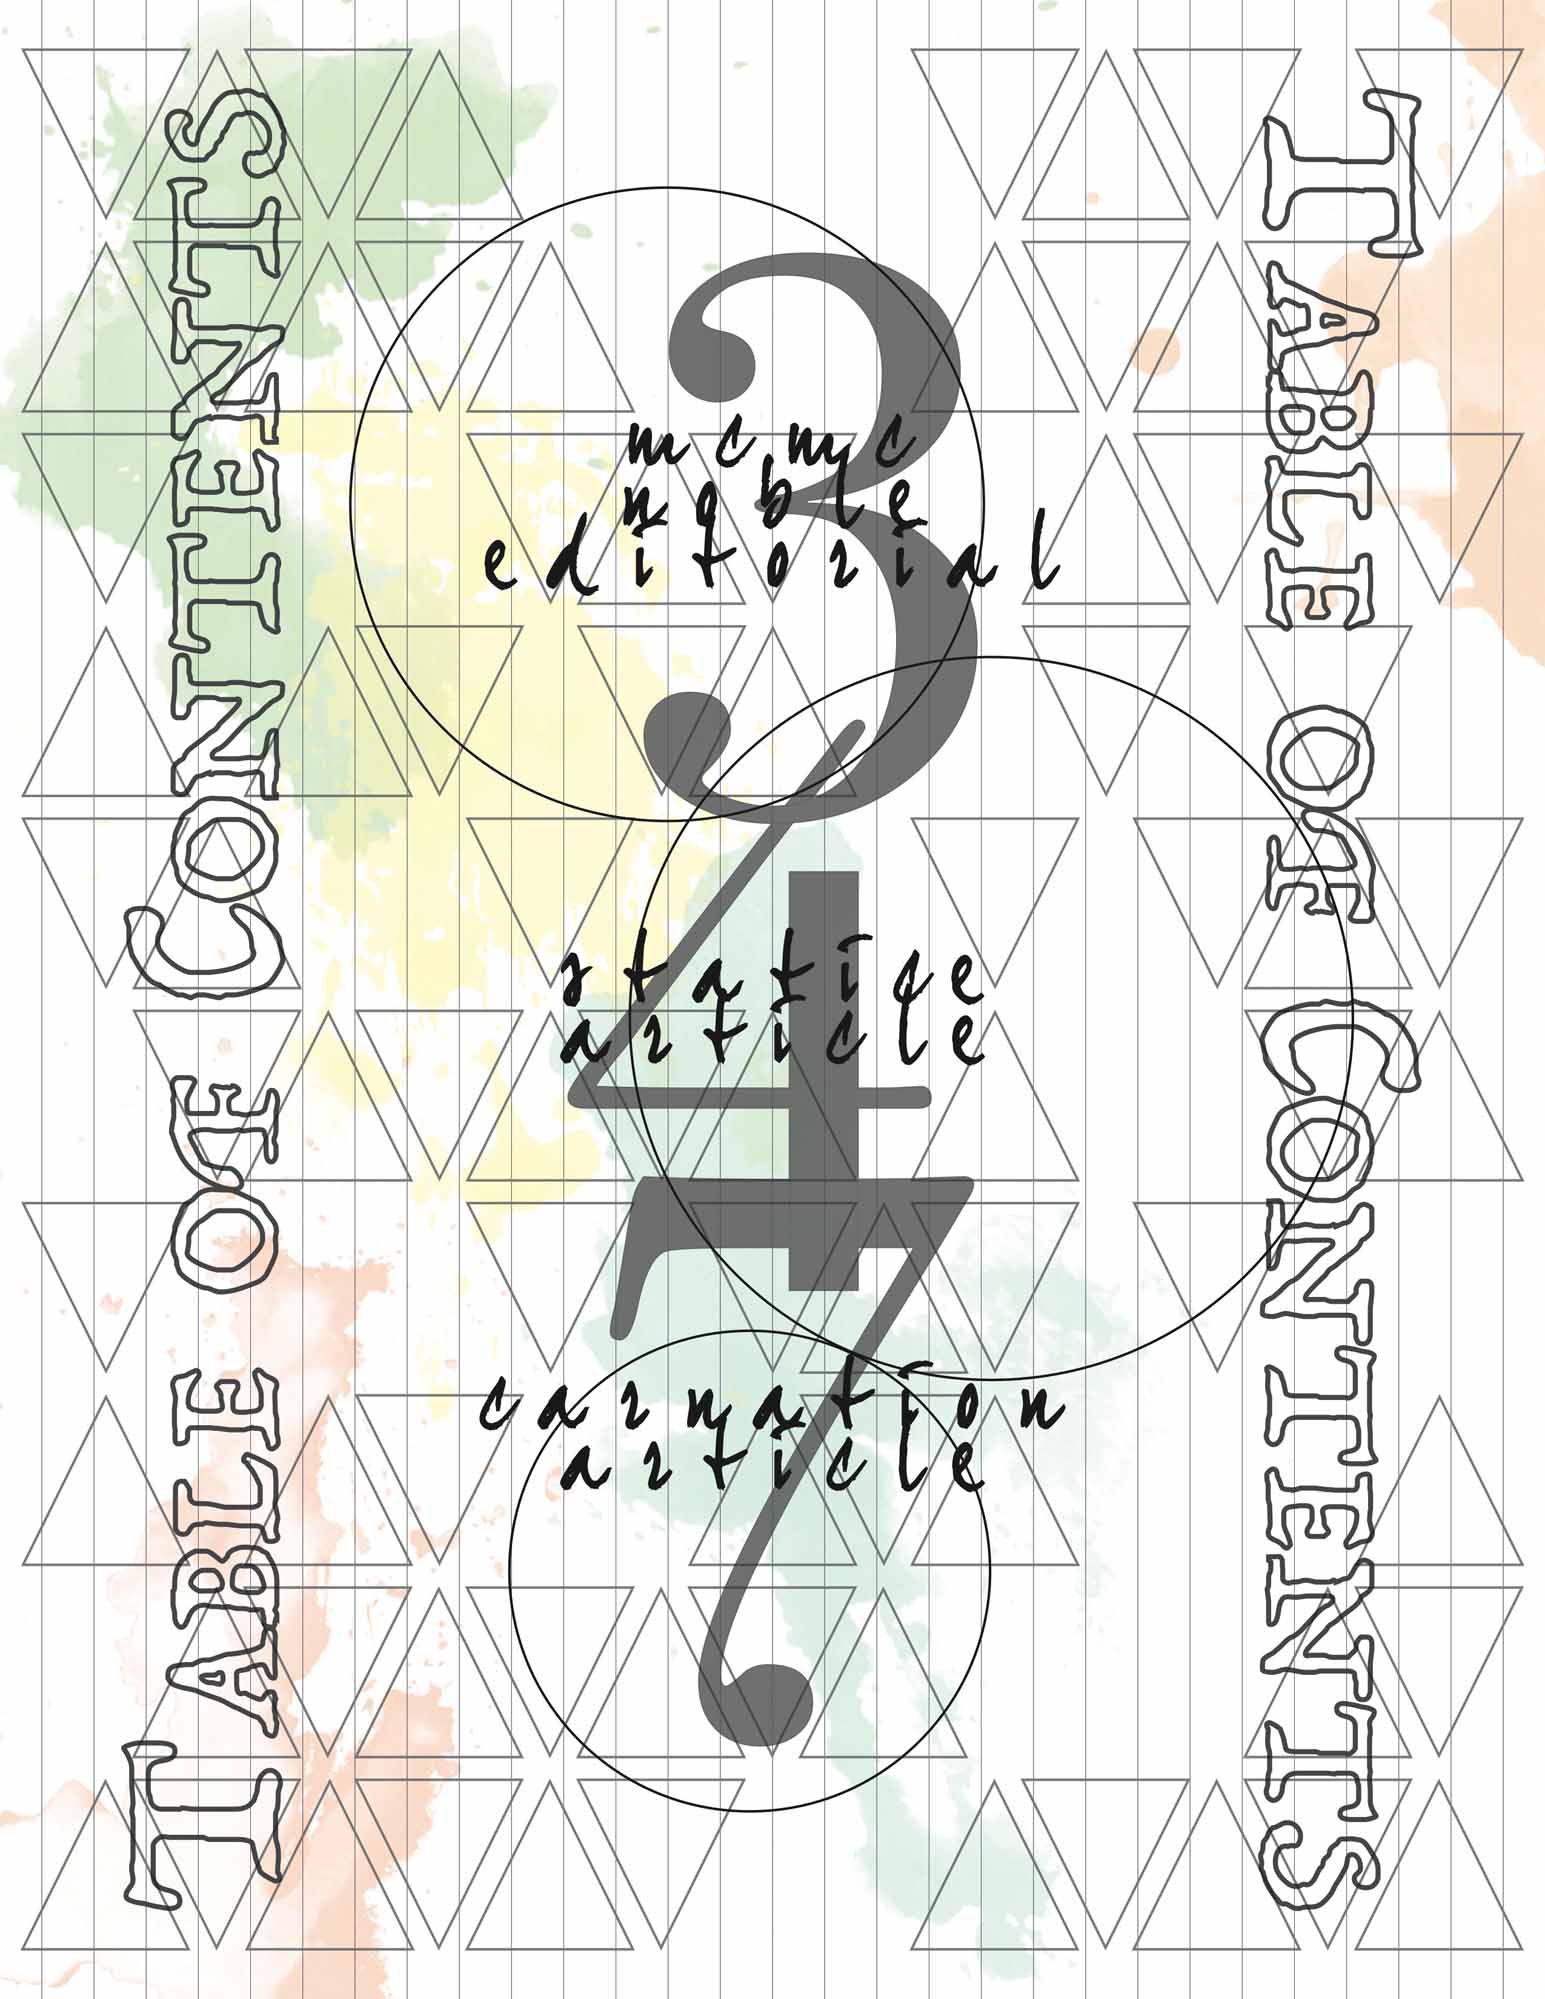 Table of Contents
3
mcmc
noble
editorial
4
statice
article
7
carnation
article
Table of Contents